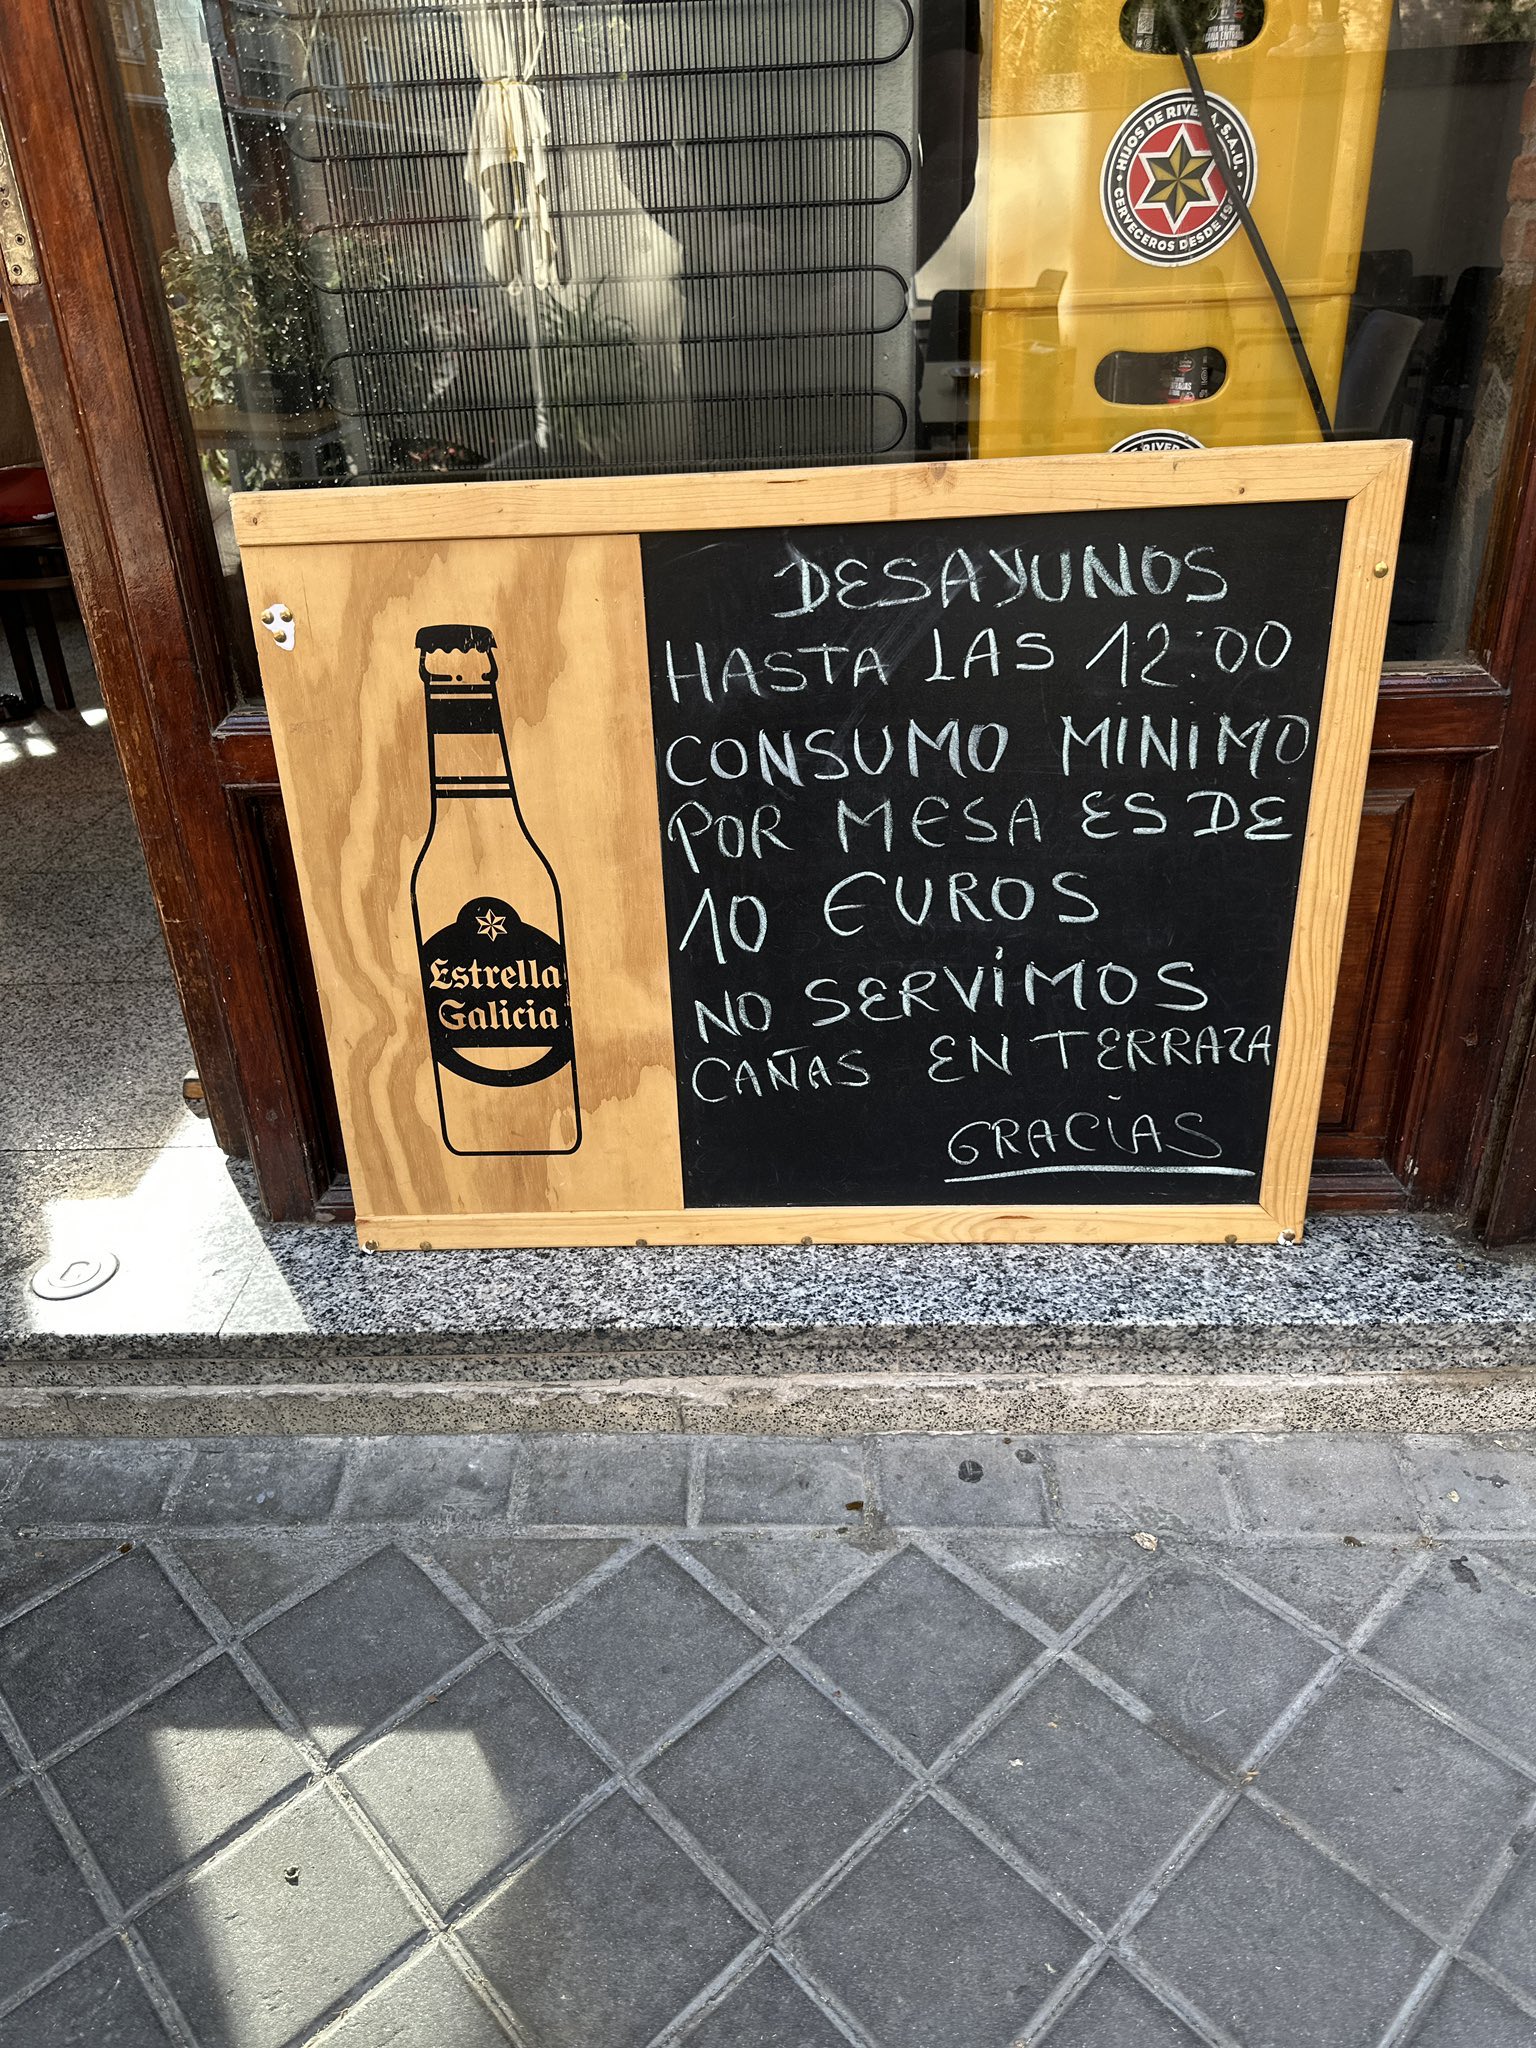 HIJOS DE RIVERA, S.A.U.
CERVECEROS DESDE
DESAYUNOS
HASTA LAS 12:00
CONSUMO MINIMO
POR MESA ES DE
10 EUROS
NO SERVIMOS
CAÑAS EN TERRAZA
GRACIAS
Estrella
Galicia